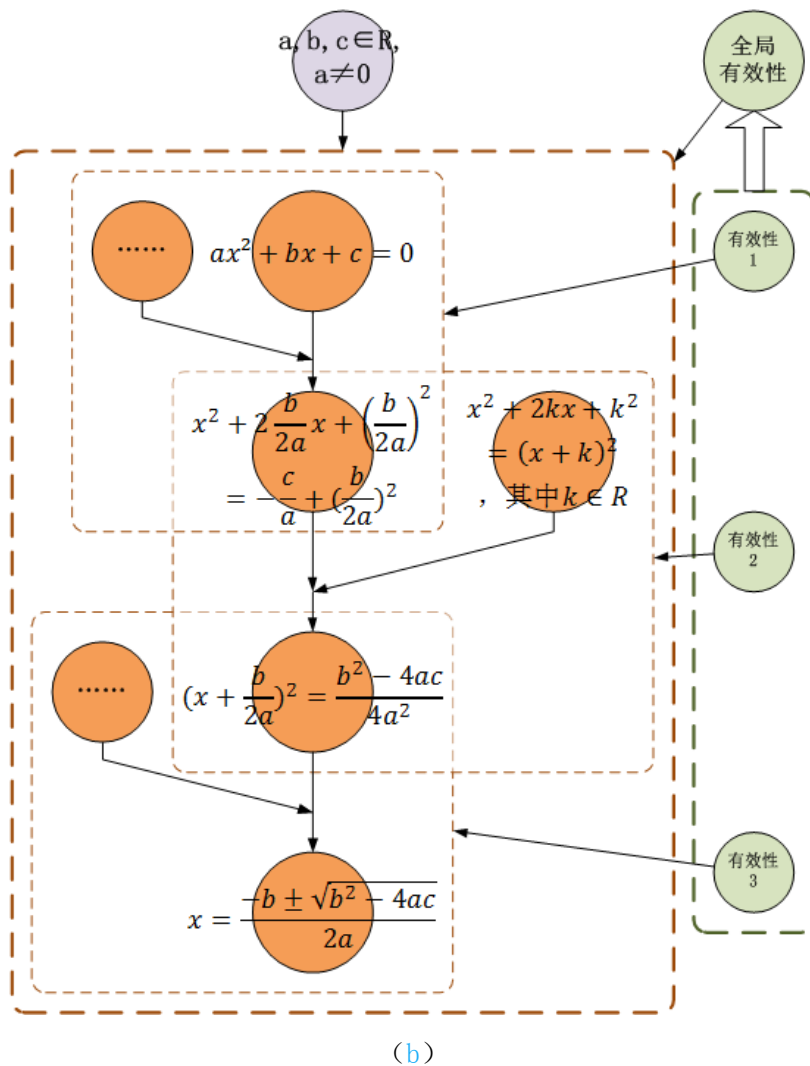 a, b, c∈R,
a≠0
全局
有效性
……
ax² + bx + c = 0
有效性
1
x² + 2 b/2a x + (b/2a)²
= −c/a + (b/2a)²
x² + 2kx + k²
= (x + k)²
，其中k ∈ R
有效性
2
……
(x + b/2a)² = b² − 4ac/4a²
有效性
3
x = −b ± √b² − 4ac/2a
（b）